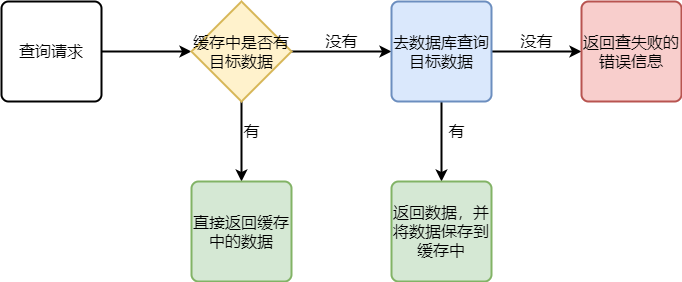 查询请求
缓存中是否有
目标数据
没有
去数据库查询
目标数据
没有
返回查失败的
错误信息
有
有
直接返回缓存
中的数据
返回数据，并
将数据保存到
缓存中